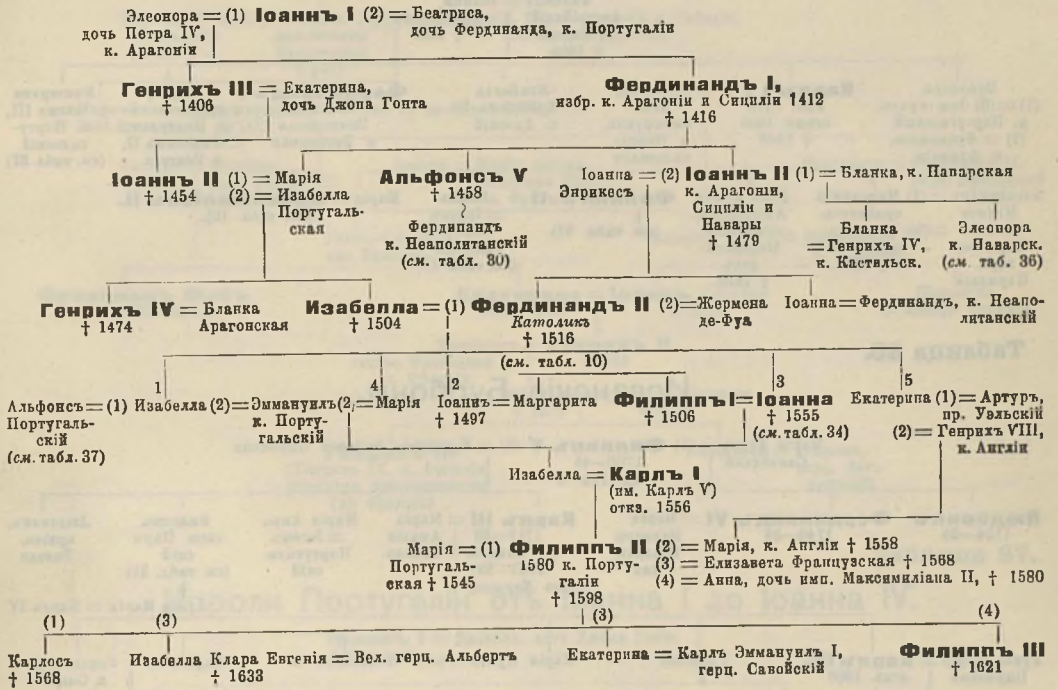 Элеонора = (1) Іоаннъ I (2) = Беатриса,
дочь Петра IV, дочь Фердинанда, к. Португаліи
к. Арагоніи
Генрихъ III = Екатерина, Фердинандъ I,
† 1406 дочь Джона Гонта избр. к. Арагоніи и Сициліи 1412
† 1416
Іоаннъ II (1) = Марія Альфонсъ V Іоанна = (2) Іоаннъ II (1) = Бланка, к. Наварская
† 1454 (2) = Изабелла † 1458 Энрикесъ к. Арагоніи,
Португаль- Сициліи и
ская Фердинандъ Навары Бланка Элеонора
к. Неаполитанскій † 1479 = Генрихъ IV, к. Наварск.
(см. табл. 30) к. Кастильск. (см. таб. 36)
Генрихъ IV = Бланка Изабелла = (1) Фердинандъ II (2) = Жермена Іоанна = Фердинандъ, к. Неапо-
† 1474 Арагонская † 1504 Католикъ де-Фуа литанскій
† 1516
(см. табл. 10)
1 4 2 3 5
Альфонсъ = (1) Изабелла (2) = Эммануилъ (2) = Марія Іоаннъ = Маргарита Филиппъ I = Іоанна Екатерина (1) = Артуръ,
Португаль- к. Порту- † 1497 † 1506 † 1555 пр. Уэльскій
скій гальскій (см. табл. 34) (2) = Генрихъ VIII,
(см. табл. 37) к. Англіи
Изабелла = Карлъ I
(им. Карлъ V)
откз. 1556
Марія = (1) Филиппъ II (2) = Марія, к. Англіи † 1558
Португаль- 1580 к. Порту- (3) = Елизавета Французская † 1568
ская † 1545 галіи (4) = Анна, дочь имп. Максимиліана II, † 1580
† 1598
(1) (3) (3) (4)
Карлосъ Изабелла Клара Евгенія = Вел. герц. Альбертъ Екатерина = Карлъ Эммануилъ I, Филиппъ III
† 1568 † 1633 герц. Савойскій † 1621